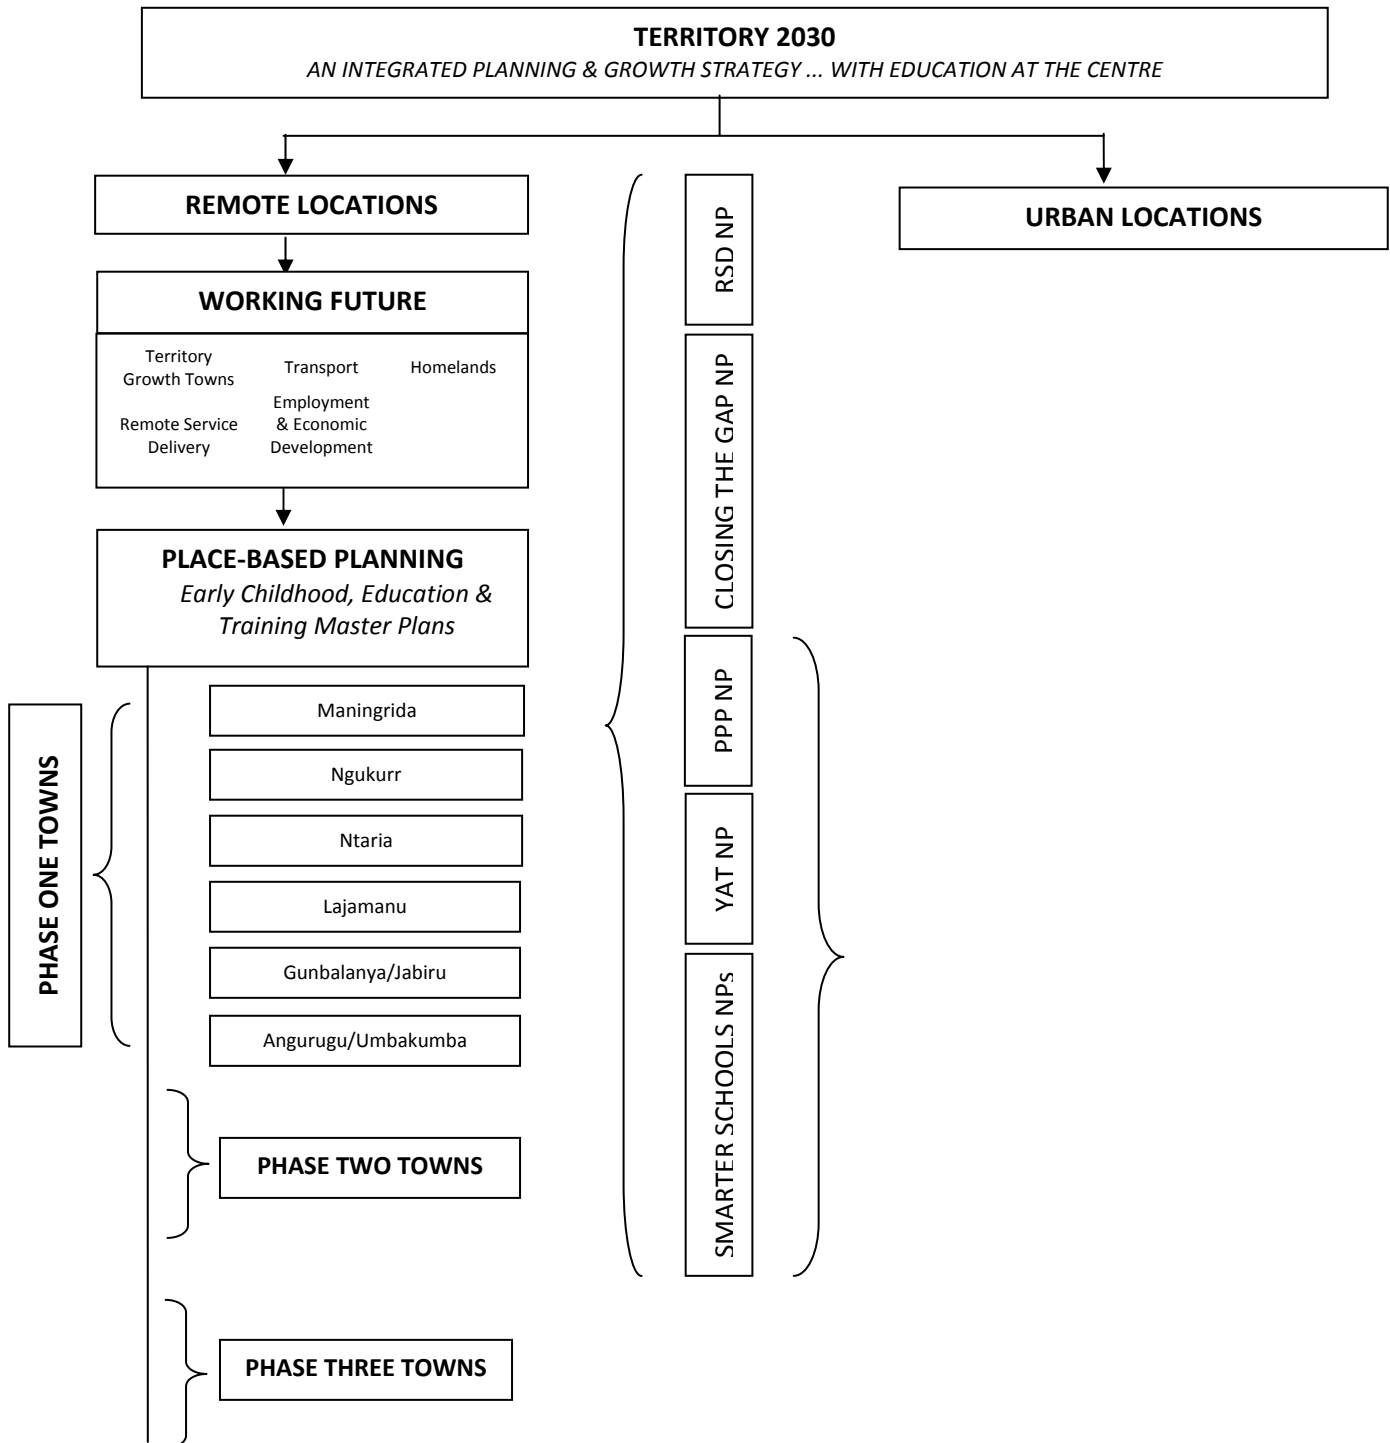 TERRITORY 2030
AN INTEGRATED PLANNING & GROWTH STRATEGY ... WITH EDUCATION AT THE CENTRE
REMOTE LOCATIONS
URBAN LOCATIONS
WORKING FUTURE
Territory
Growth Towns
Transport
Homelands
Remote Service
Delivery
Employment
& Economic
Development
PLACE-BASED PLANNING
Early Childhood, Education &
Training Master Plans
PHASE ONE TOWNS
Maningrida
Ngukurr
Ntaria
Lajamanu
Gunbalanya/Jabiru
Angurugu/Umbakumba
PHASE TWO TOWNS
PHASE THREE TOWNS
RSD NP
CLOSING THE GAP NP
PPP NP
YAT NP
SMARTER SCHOOLS NPs